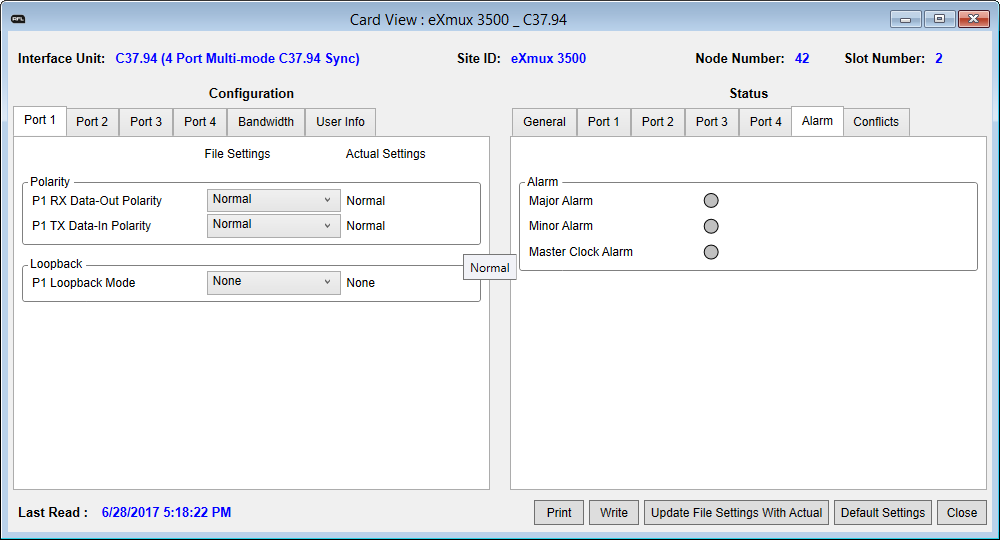 RFL
Card View : eXmux 3500 _ C37.94
Interface Unit: C37.94 (4 Port Multi-mode C37.94 Sync) Site ID: eXmux 3500 Node Number: 42 Slot Number: 2
Configuration
Port 1 Port 2 Port 3 Port 4 Bandwidth User Info
File Settings Actual Settings
Polarity
P1 RX Data-Out Polarity Normal Normal
P1 TX Data-In Polarity Normal Normal
Loopback
P1 Loopback Mode None None
Normal
Status
General Port 1 Port 2 Port 3 Port 4 Alarm Conflicts
Alarm
Major Alarm
Minor Alarm
Master Clock Alarm
Last Read : 6/28/2017 5:18:22 PM
Print Write Update File Settings With Actual Default Settings Close